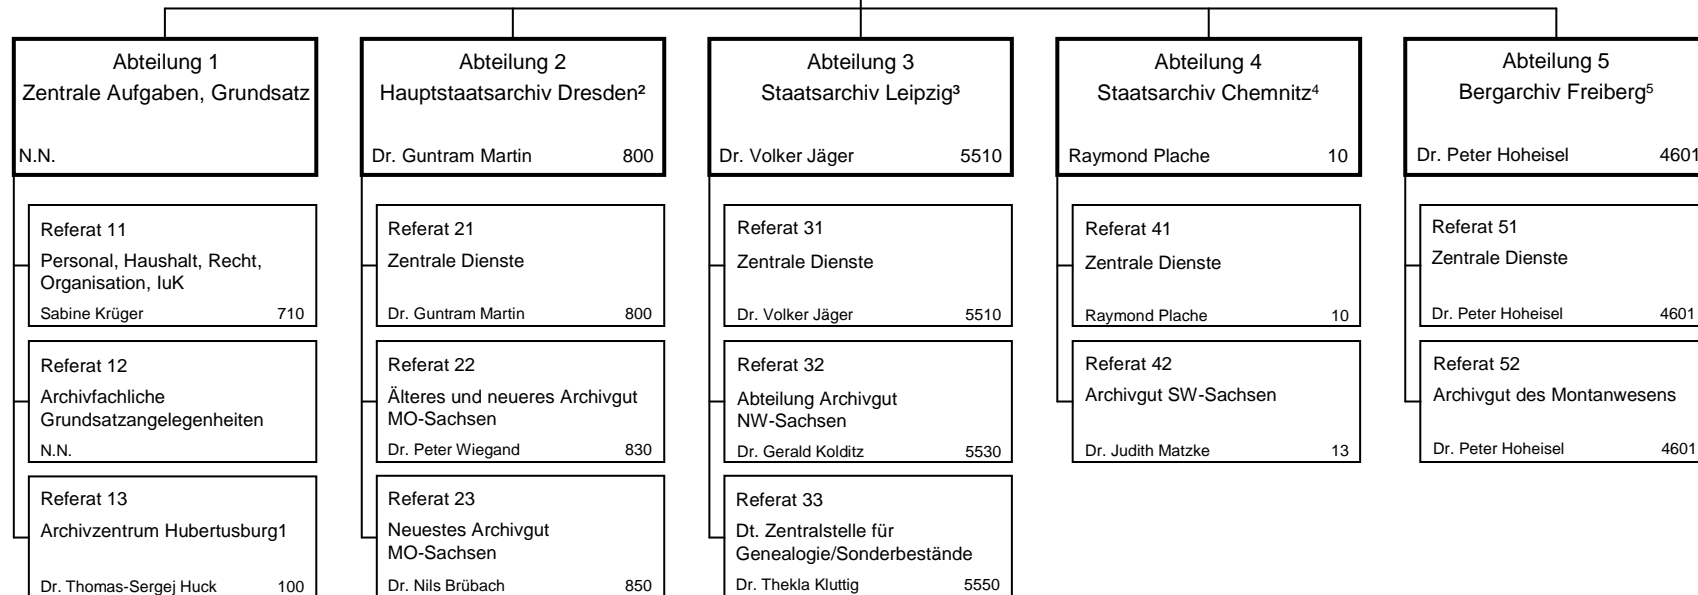 Abteilung 1
Zentrale Aufgaben, Grundsatz
N.N.
Referat 11
Personal, Haushalt, Recht,
Organisation, IuK
Sabine Krüger 710
Referat 12
Archivfachliche
Grundsatzangelegenheiten
N.N.
Referat 13
Archivzentrum Hubertusburg1
Dr. Thomas-Sergej Huck 100
Abteilung 2
Hauptstaatsarchiv Dresden²
Dr. Guntram Martin 800
Referat 21
Zentrale Dienste
Dr. Guntram Martin 800
Referat 22
Älteres und neueres Archivgut
MO-Sachsen
Dr. Peter Wiegand 830
Referat 23
Neuestes Archivgut
MO-Sachsen
Dr. Nils Brübach 850
Abteilung 3
Staatsarchiv Leipzig³
Dr. Volker Jäger 5510
Referat 31
Zentrale Dienste
Dr. Volker Jäger 5510
Referat 32
Abteilung Archivgut
NW-Sachsen
Dr. Gerald Kolditz 5530
Referat 33
Dt. Zentralstelle für
Genealogie/Sonderbestände
Dr. Thekla Kluttig 5550
Abteilung 4
Staatsarchiv Chemnitz⁴
Raymond Plache 10
Referat 41
Zentrale Dienste
Raymond Plache 10
Referat 42
Archivgut SW-Sachsen
Dr. Judith Matzke 13
Abteilung 5
Bergarchiv Freiberg⁵
Dr. Peter Hoheisel 4601
Referat 51
Zentrale Dienste
Dr. Peter Hoheisel 4601
Referat 52
Archivgut des Montanwesens
Dr. Peter Hoheisel 4601